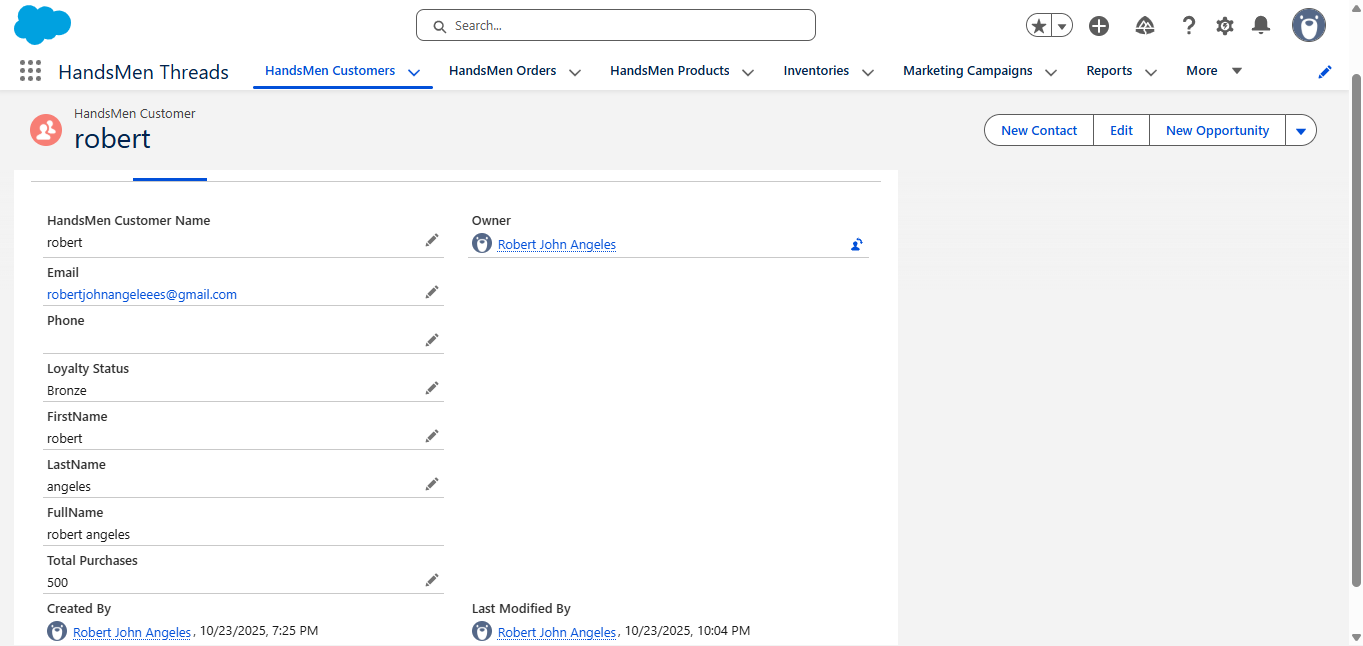 Search...
HandsMen Threads
HandsMen Customers
HandsMen Orders
HandsMen Products
Inventories
Marketing Campaigns
Reports
More
HandsMen Customer
robert
New Contact
Edit
New Opportunity
HandsMen Customer Name
robert
Owner
Robert John Angeles
Email
robertjohnangeleees@gmail.com
Phone
Loyalty Status
Bronze
FirstName
robert
LastName
angeles
FullName
robert angeles
Total Purchases
500
Created By
Robert John Angeles, 10/23/2025, 7:25 PM
Last Modified By
Robert John Angeles, 10/23/2025, 10:04 PM